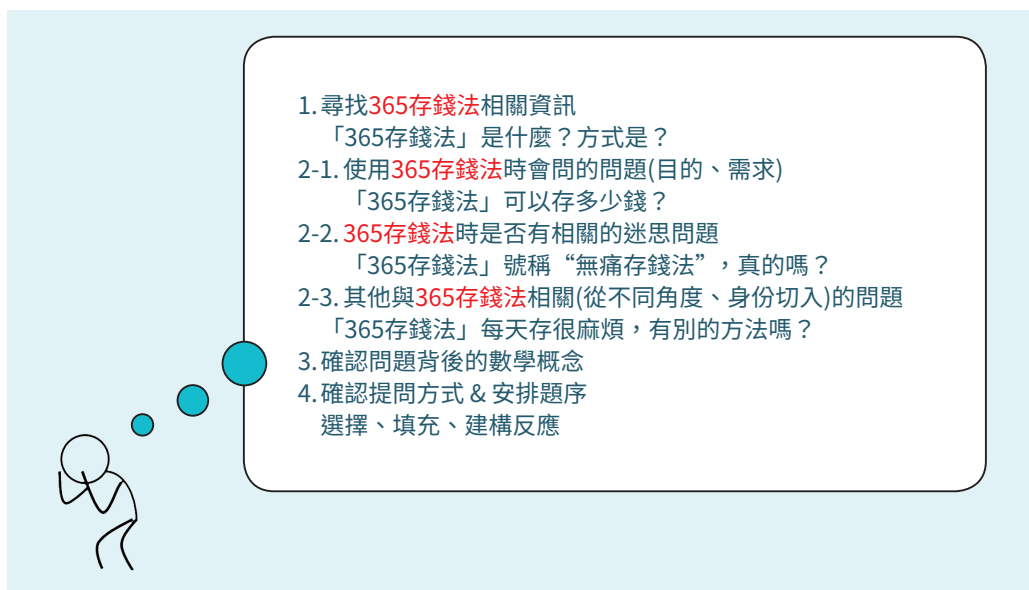 1.尋找365存錢法相關資訊
「365存錢法」是什麼？方式是？
2-1.使用365存錢法時會問的問題(目的、需求)
「365存錢法」可以存多少錢？
2-2.365存錢法時是否有相關的迷思問題
「365存錢法」號稱“無痛存錢法”，真的嗎？
2-3.其他與365存錢法相關(從不同角度、身份切入)的問題
「365存錢法」每天存很麻煩，有別的方法嗎？
3.確認問題背後的數學概念
4.確認提問方式 & 安排題序
選擇、填充、建構反應